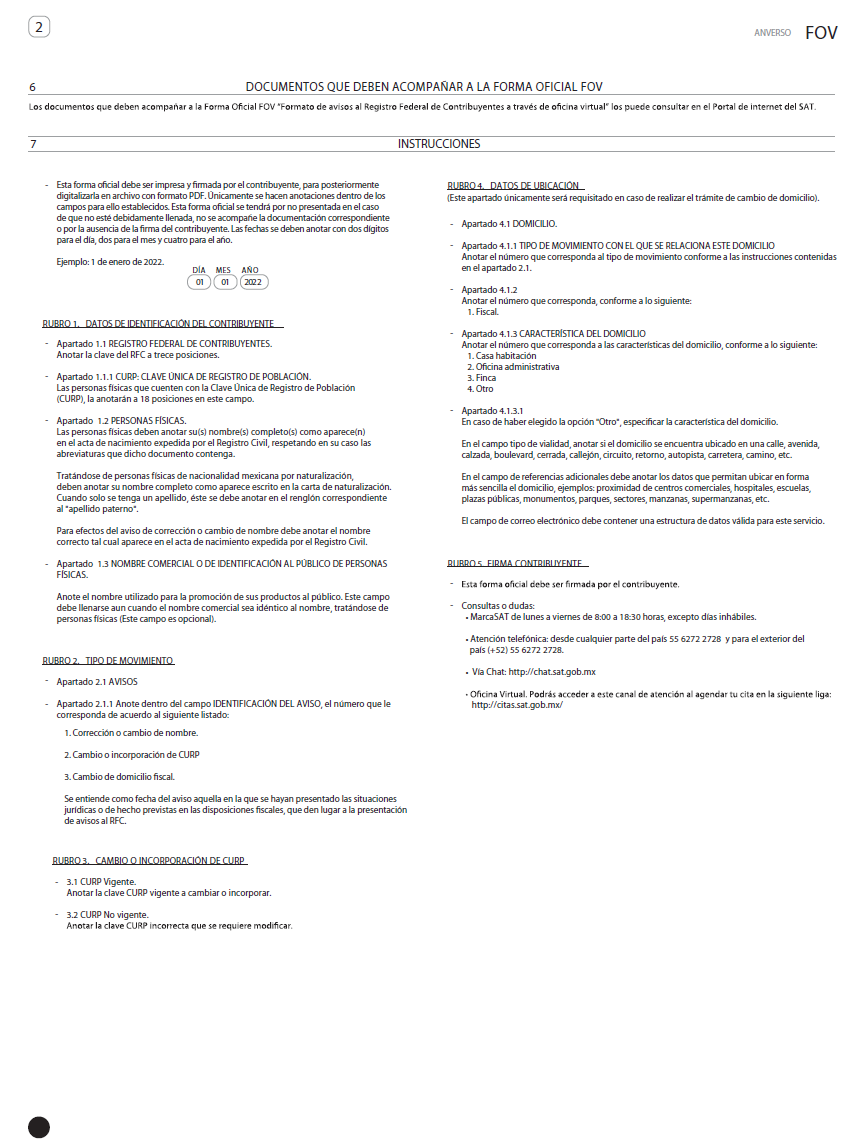 2
ANVERSO FOV
6 DOCUMENTOS QUE DEBEN ACOMPAÑAR A LA FORMA OFICIAL FOV
Los documentos que deben acompañar a la Forma Oficial FOV "Formato de avisos al Registro Federal de Contribuyentes a través de oficina virtual" los puede consultar en el Portal de internet del SAT.
7 INSTRUCCIONES
- Esta forma oficial debe ser impresa y firmada por el contribuyente, para posteriormente
digitalizarla en archivo con formato PDF. Únicamente se hacen anotaciones dentro de los
campos para ello establecidos. Esta forma oficial se tendrá por no presentada en el caso
de que no esté debidamente llenada, no se acompañe la documentación correspondiente
o por la ausencia de la firma del contribuyente. Las fechas se deben anotar con dos dígitos
para el día, dos para el mes y cuatro para el año.
Ejemplo: 1 de enero de 2022.
DÍA MES AÑO
01 01 2022
RUBRO 1. DATOS DE IDENTIFICACIÓN DEL CONTRIBUYENTE
- Apartado 1.1 REGISTRO FEDERAL DE CONTRIBUYENTES.
Anotar la clave del RFC a trece posiciones.
- Apartado 1.1.1 CURP: CLAVE ÚNICA DE REGISTRO DE POBLACIÓN.
Las personas físicas que cuenten con la Clave Única de Registro de Población
(CURP), la anotarán a 18 posiciones en este campo.
- Apartado 1.2 PERSONAS FÍSICAS.
Las personas físicas deben anotar su(s) nombre(s) completo(s) como aparece(n)
en el acta de nacimiento expedida por el Registro Civil, respetando en su caso las
abreviaturas que dicho documento contenga.
Tratándose de personas físicas de nacionalidad mexicana por naturalización,
deben anotar su nombre completo como aparece escrito en la carta de naturalización.
Cuando solo se tenga un apellido, éste se debe anotar en el renglón correspondiente
al "apellido paterno".
Para efectos del aviso de corrección o cambio de nombre debe anotar el nombre
correcto tal cual aparece en el acta de nacimiento expedida por el Registro Civil.
- Apartado 1.3 NOMBRE COMERCIAL O DE IDENTIFICACIÓN AL PÚBLICO DE PERSONAS
FÍSICAS.
Anote el nombre utilizado para la promoción de sus productos al público. Este campo
debe llenarse aun cuando el nombre comercial sea idéntico al nombre, tratándose de
personas físicas (Este campo es opcional).
RUBRO 2. TIPO DE MOVIMIENTO
- Apartado 2.1 AVISOS
- Apartado 2.1.1 Anote dentro del campo IDENTIFICACIÓN DEL AVISO, el número que le
corresponda de acuerdo al siguiente listado:
1. Corrección o cambio de nombre.
2. Cambio o incorporación de CURP
3. Cambio de domicilio fiscal.
Se entiende como fecha del aviso aquella en la que se hayan presentado las situaciones
jurídicas o de hecho previstas en las disposiciones fiscales, que den lugar a la presentación
de avisos al RFC.
RUBRO 3. CAMBIO O INCORPORACIÓN DE CURP
- 3.1 CURP Vigente.
Anotar la clave CURP vigente a cambiar o incorporar.
- 3.2 CURP No vigente.
Anotar la clave CURP incorrecta que se requiere modificar.
RUBRO 4. DATOS DE UBICACIÓN
(Este apartado únicamente será requisitado en caso de realizar el trámite de cambio de domicilio).
- Apartado 4.1 DOMICILIO.
- Apartado 4.1.1 TIPO DE MOVIMIENTO CON EL QUE SE RELACIONA ESTE DOMICILIO
Anotar el número que corresponda al tipo de movimiento conforme a las instrucciones contenidas
en el apartado 2.1.
- Apartado 4.1.2
Anotar el número que corresponda, conforme a lo siguiente:
1. Fiscal.
- Apartado 4.1.3 CARACTERÍSTICA DEL DOMICILIO
Anotar el número que corresponda a las características del domicilio, conforme a lo siguiente:
1. Casa habitación
2. Oficina administrativa
3. Finca
4. Otro
- Apartado 4.1.3.1
En caso de haber elegido la opción "Otro", especificar la característica del domicilio.
En el campo tipo de vialidad, anotar si el domicilio se encuentra ubicado en una calle, avenida,
calzada, boulevard, cerrada, callejón, circuito, retorno, autopista, carretera, camino, etc.
En el campo de referencias adicionales debe anotar los datos que permitan ubicar en forma
más sencilla el domicilio, ejemplos: proximidad de centros comerciales, hospitales, escuelas,
plazas públicas, monumentos, parques, sectores, manzanas, supermanzanas, etc.
El campo de correo electrónico debe contener una estructura de datos válida para este servicio.
RUBRO 5. FIRMA CONTRIBUYENTE
- Esta forma oficial debe ser firmada por el contribuyente.
- Consultas o dudas:
• MarcaSAT de lunes a viernes de 8:00 a 18:30 horas, excepto días inhábiles.
• Atención telefónica: desde cualquier parte del país 55 6272 2728 y para el exterior del
país (+52) 55 6272 2728.
• Vía Chat: http://chat.sat.gob.mx
• Oficina Virtual. Podrás acceder a este canal de atención al agendar tu cita en la siguiente liga:
http://citas.sat.gob.mx/